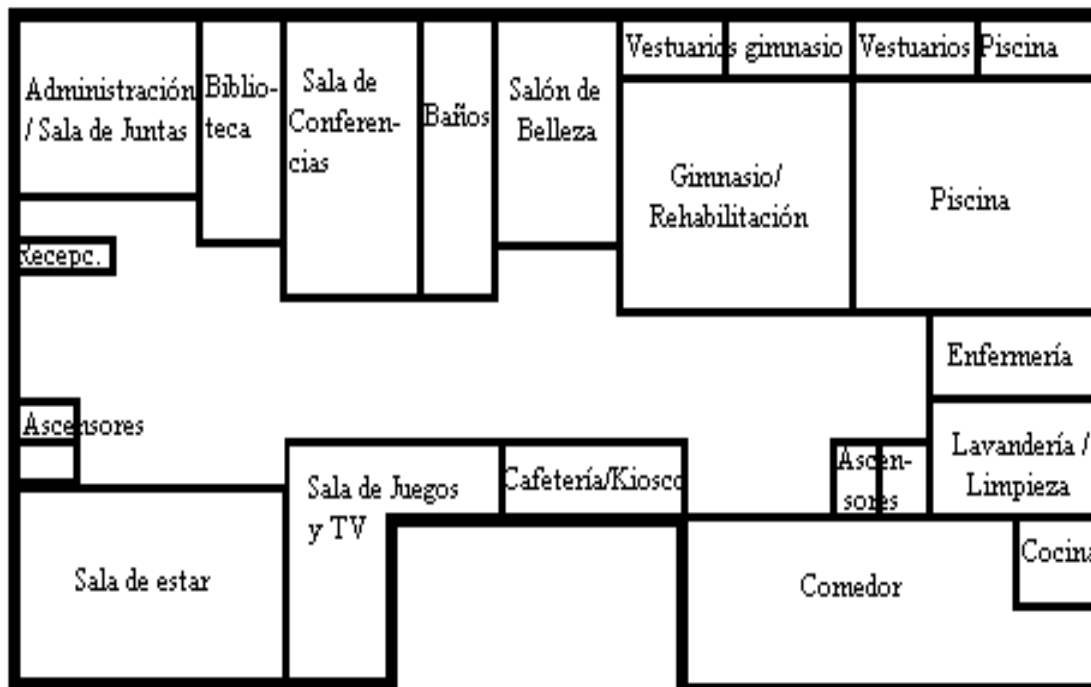 Vestuarios gimnasio
Vestuarios Piscina
Administración
/ Sala de Juntas
Biblio-
teca
Sala de
Conferen-
cias
Baños
Salón de
Belleza
Gimnasio/
Rehabilitación
Piscina
Recepc.
Enfermería
Ascensores
Lavandería /
Limpieza
Sala de Juegos
y TV
Cafetería/Kiosco
Ascen-
sores
Sala de estar
Comedor
Cocina